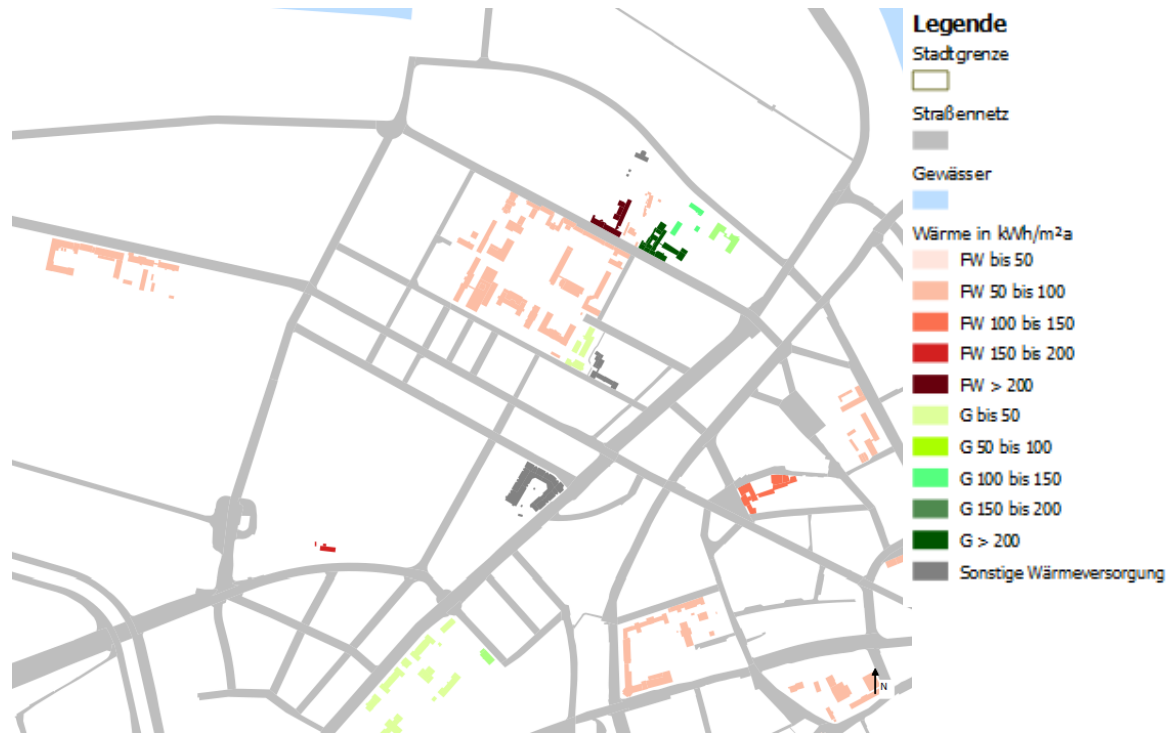 Legende
Stadtgrenze
Straßennetz
Gewässer
Wärme in kWh/m²a
FW bis 50
FW 50 bis 100
FW 100 bis 150
FW 150 bis 200
FW > 200
G bis 50
G 50 bis 100
G 100 bis 150
G 150 bis 200
G > 200
Sonstige Wärmeversorgung
N